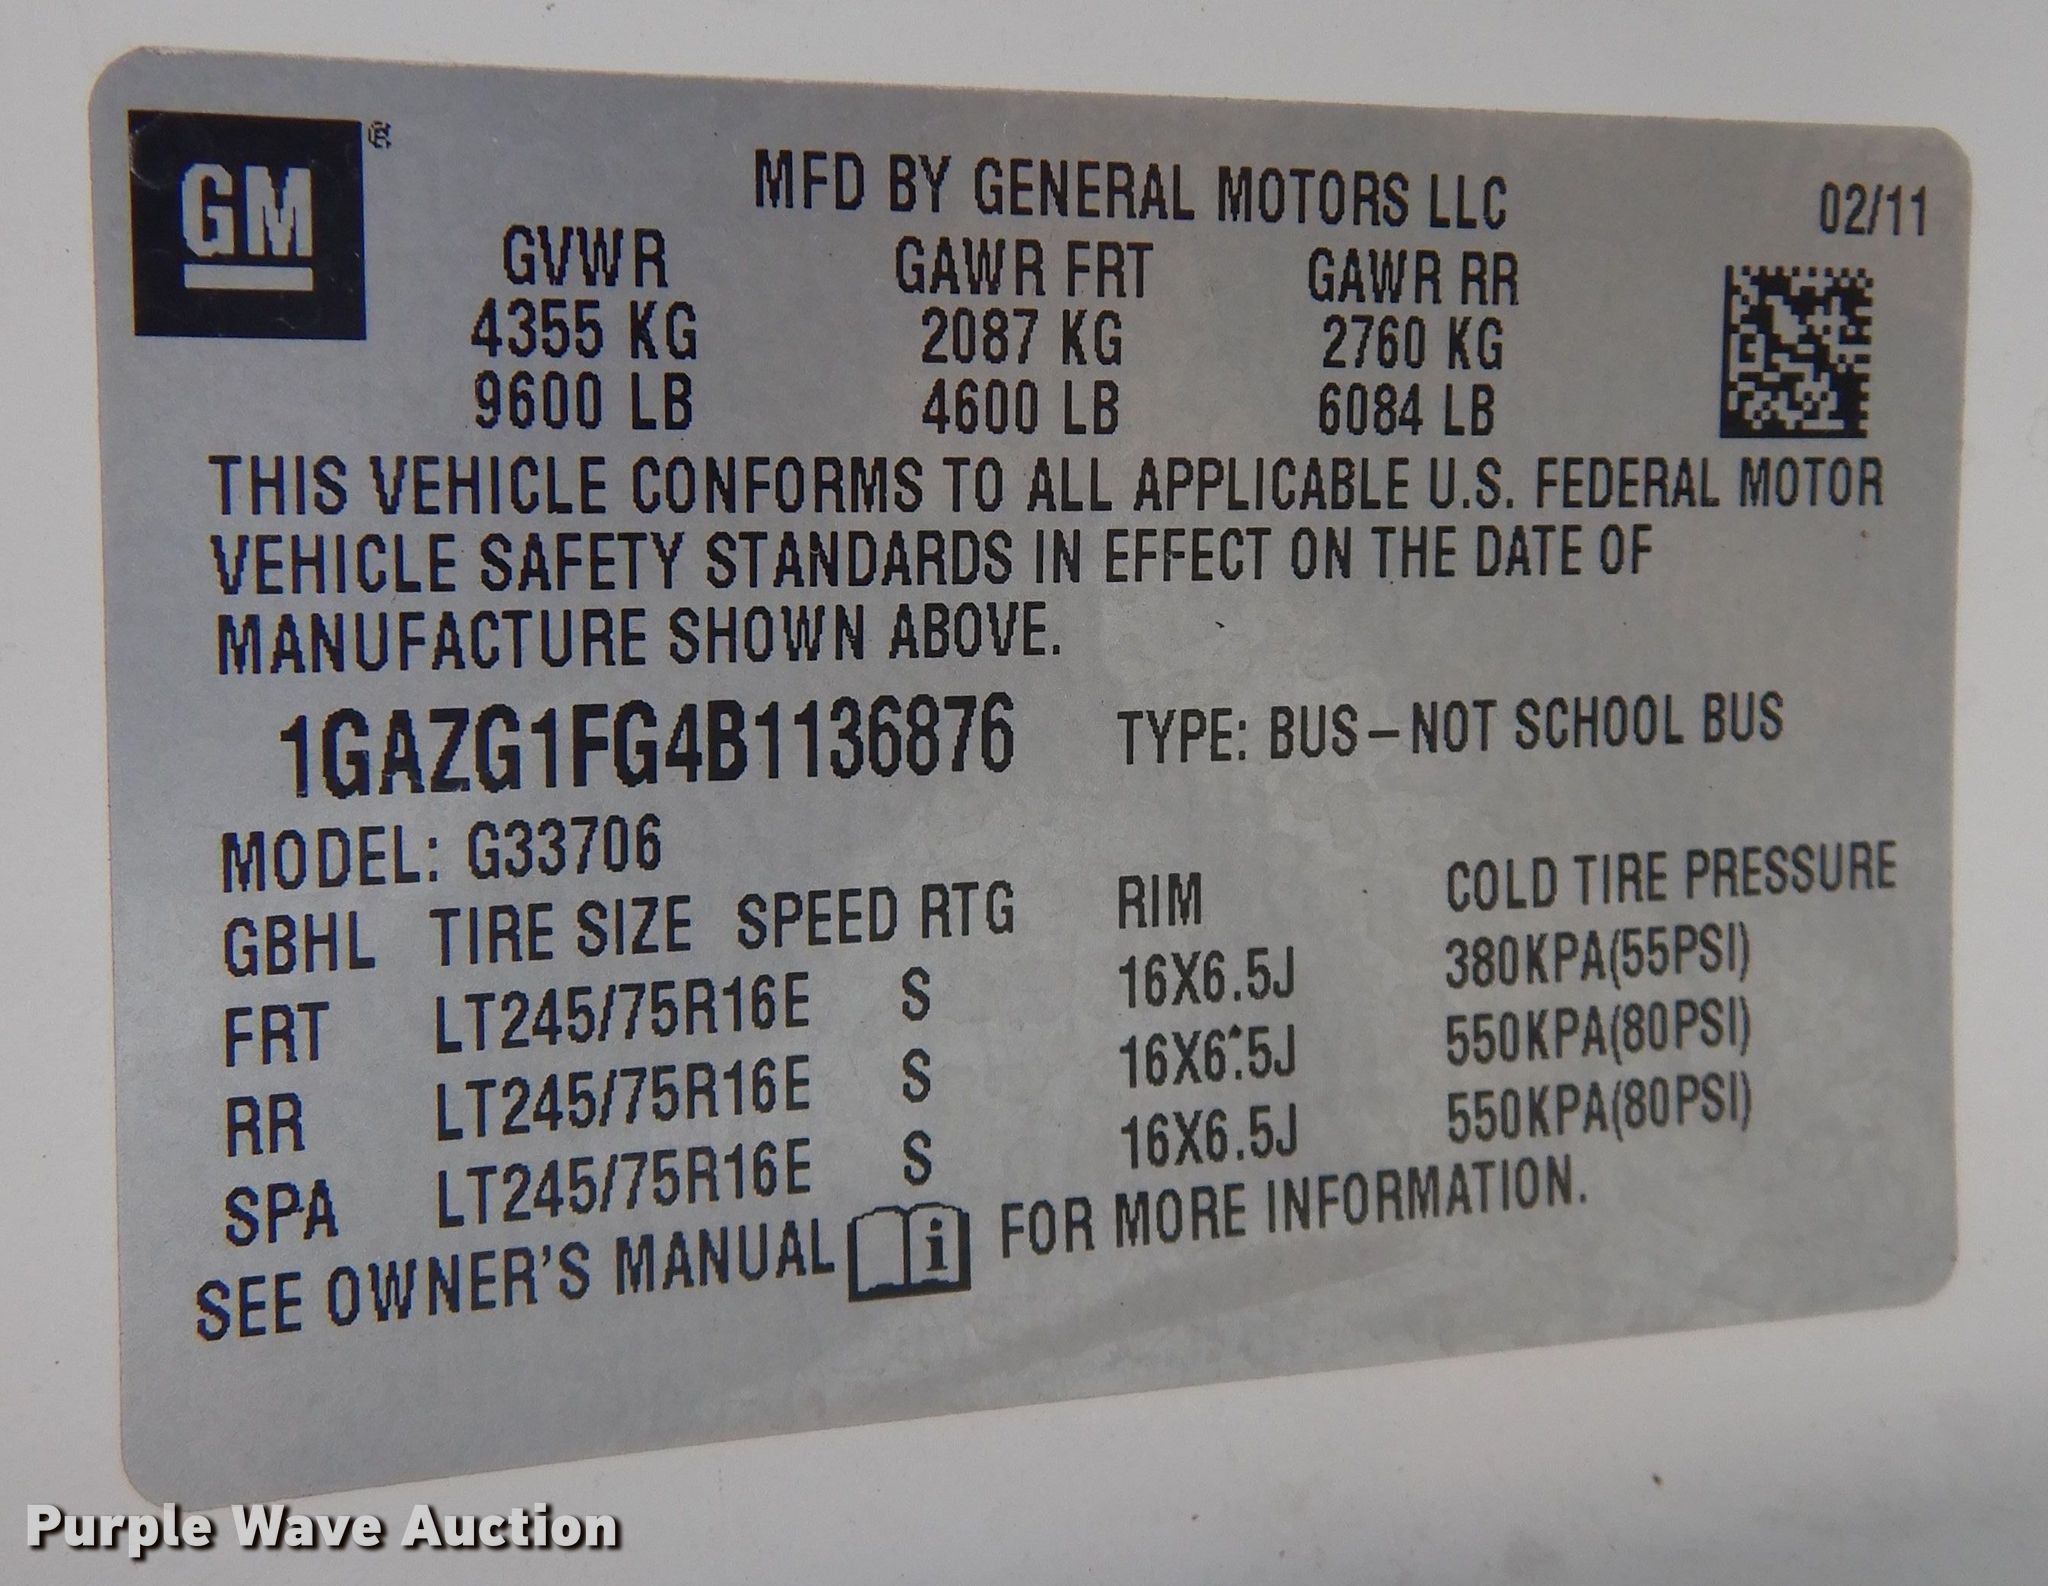 GM ®
MFD BY GENERAL MOTORS LLC 02/11
GVWR GAWR FRT GAWR RR
4355 KG 2087 KG 2760 KG
9600 LB 4600 LB 6084 LB
THIS VEHICLE CONFORMS TO ALL APPLICABLE U.S. FEDERAL MOTOR
VEHICLE SAFETY STANDARDS IN EFFECT ON THE DATE OF
MANUFACTURE SHOWN ABOVE.
1GAZG1FG4B1136876 TYPE: BUS – NOT SCHOOL BUS
MODEL: G33706
GBHL TIRE SIZE SPEED RTG RIM COLD TIRE PRESSURE
FRT LT245/75R16E S 16X6.5J 380KPA(55PSI)
RR LT245/75R16E S 16X6.5J 550KPA(80PSI)
SPA LT245/75R16E S 16X6.5J 550KPA(80PSI)
SEE OWNER'S MANUAL i FOR MORE INFORMATION.
Purple Wave Auction